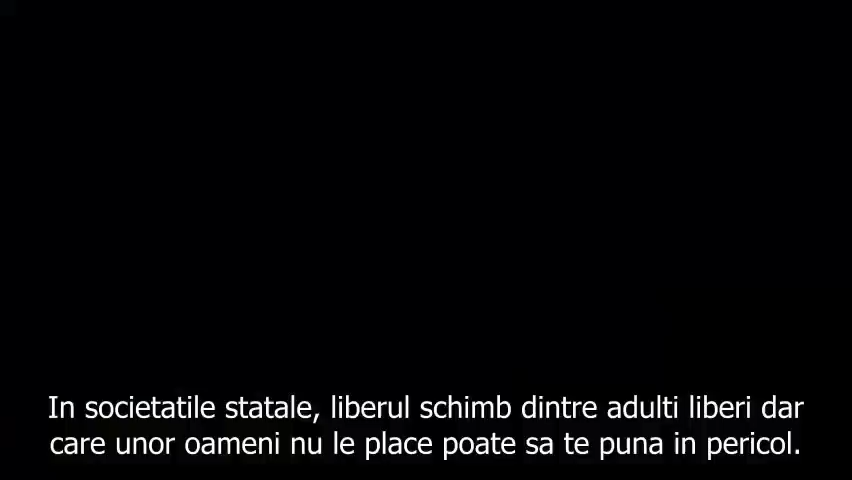 In societatile statale, liberul schimb dintre adulti liberi dar
care unor oameni nu le place poate sa te puna in pericol.